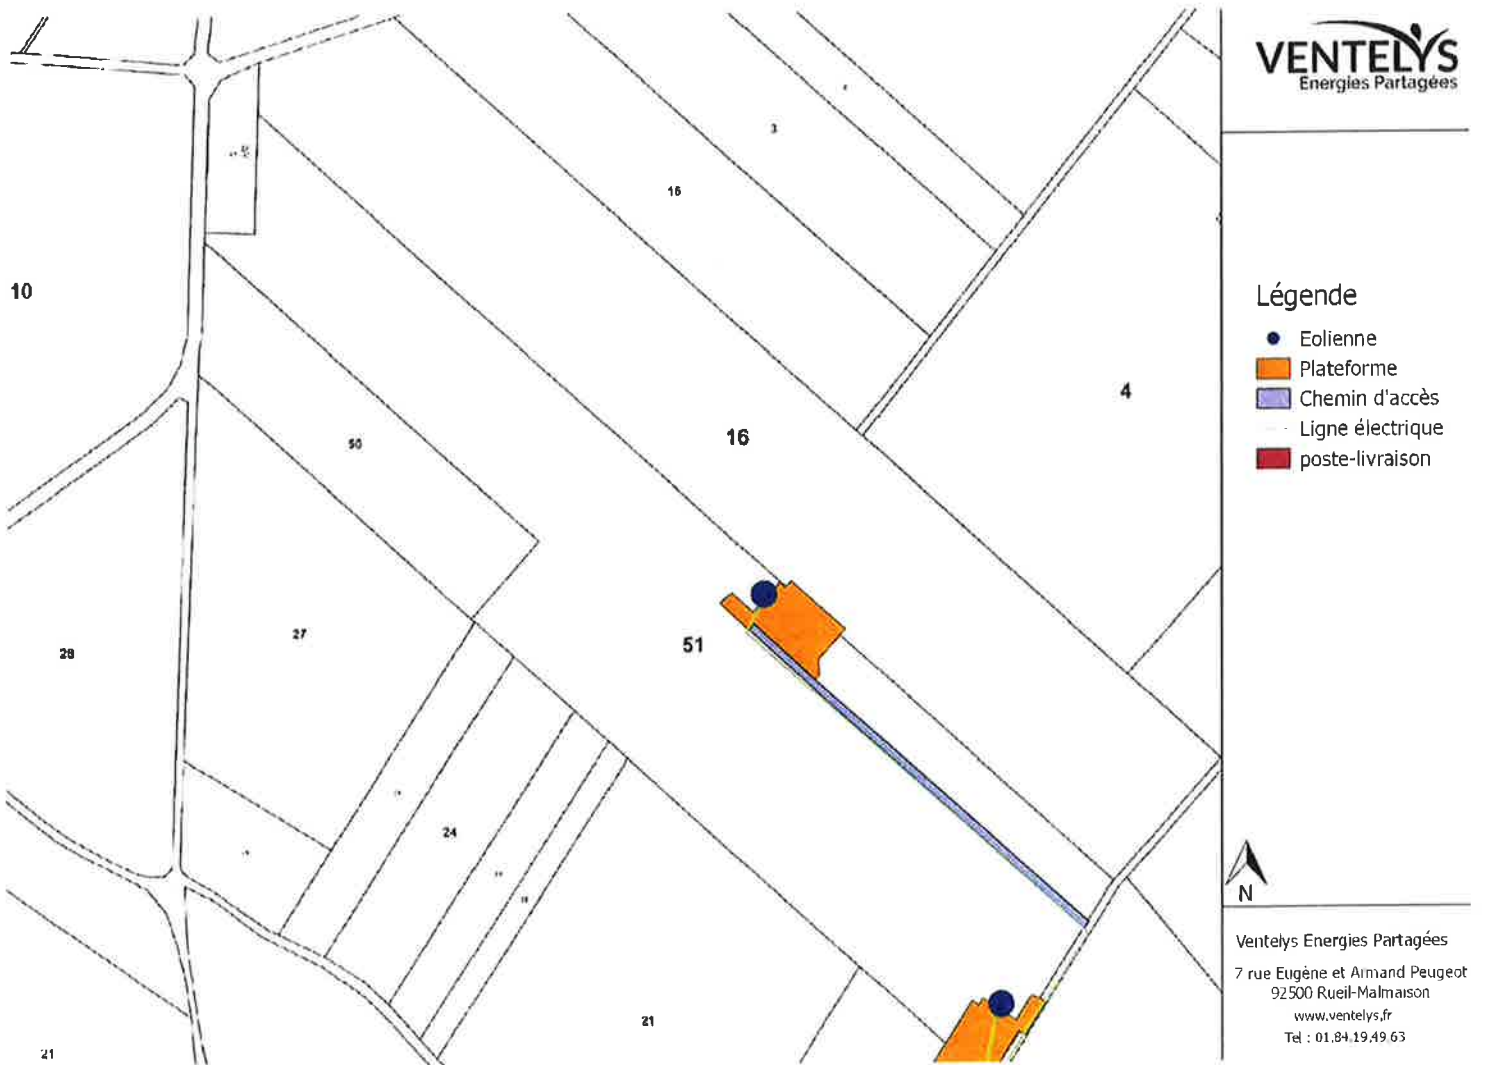 VENTELYS
Energies Partagées
3
16
10
4
50
16
27
28
51
24
21
21
Légende
Eolienne
Plateforme
Chemin d'accès
Ligne électrique
poste-livraison
N
Ventelys Energies Partagées
7 rue Eugène et Armand Peugeot
92500 Rueil-Malmaison
www.ventelys.fr
Tel : 01.84.19.49.63